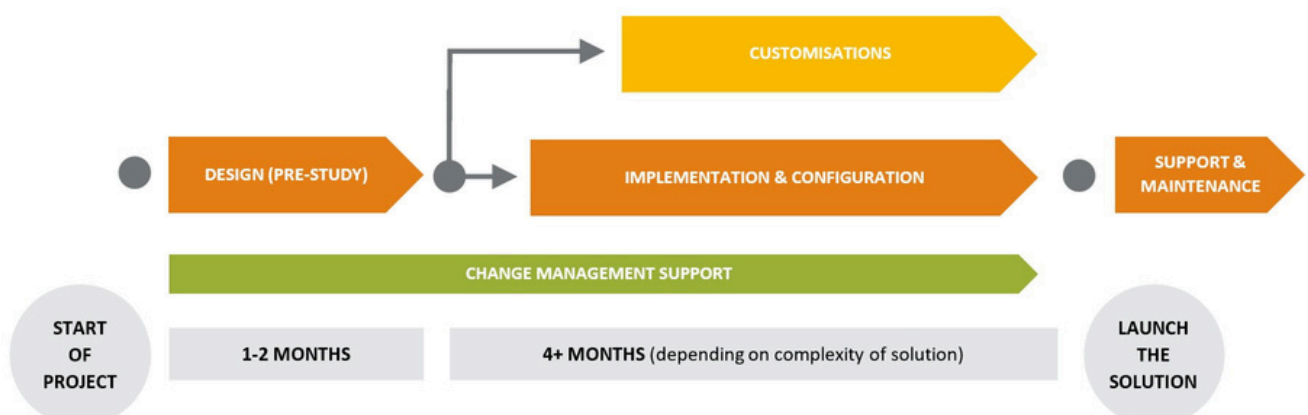 CUSTOMISATIONS
DESIGN (PRE-STUDY)
IMPLEMENTATION & CONFIGURATION
SUPPORT &
MAINTENANCE
CHANGE MANAGEMENT SUPPORT
START
OF
PROJECT
1-2 MONTHS
4+ MONTHS (depending on complexity of solution)
LAUNCH
THE
SOLUTION